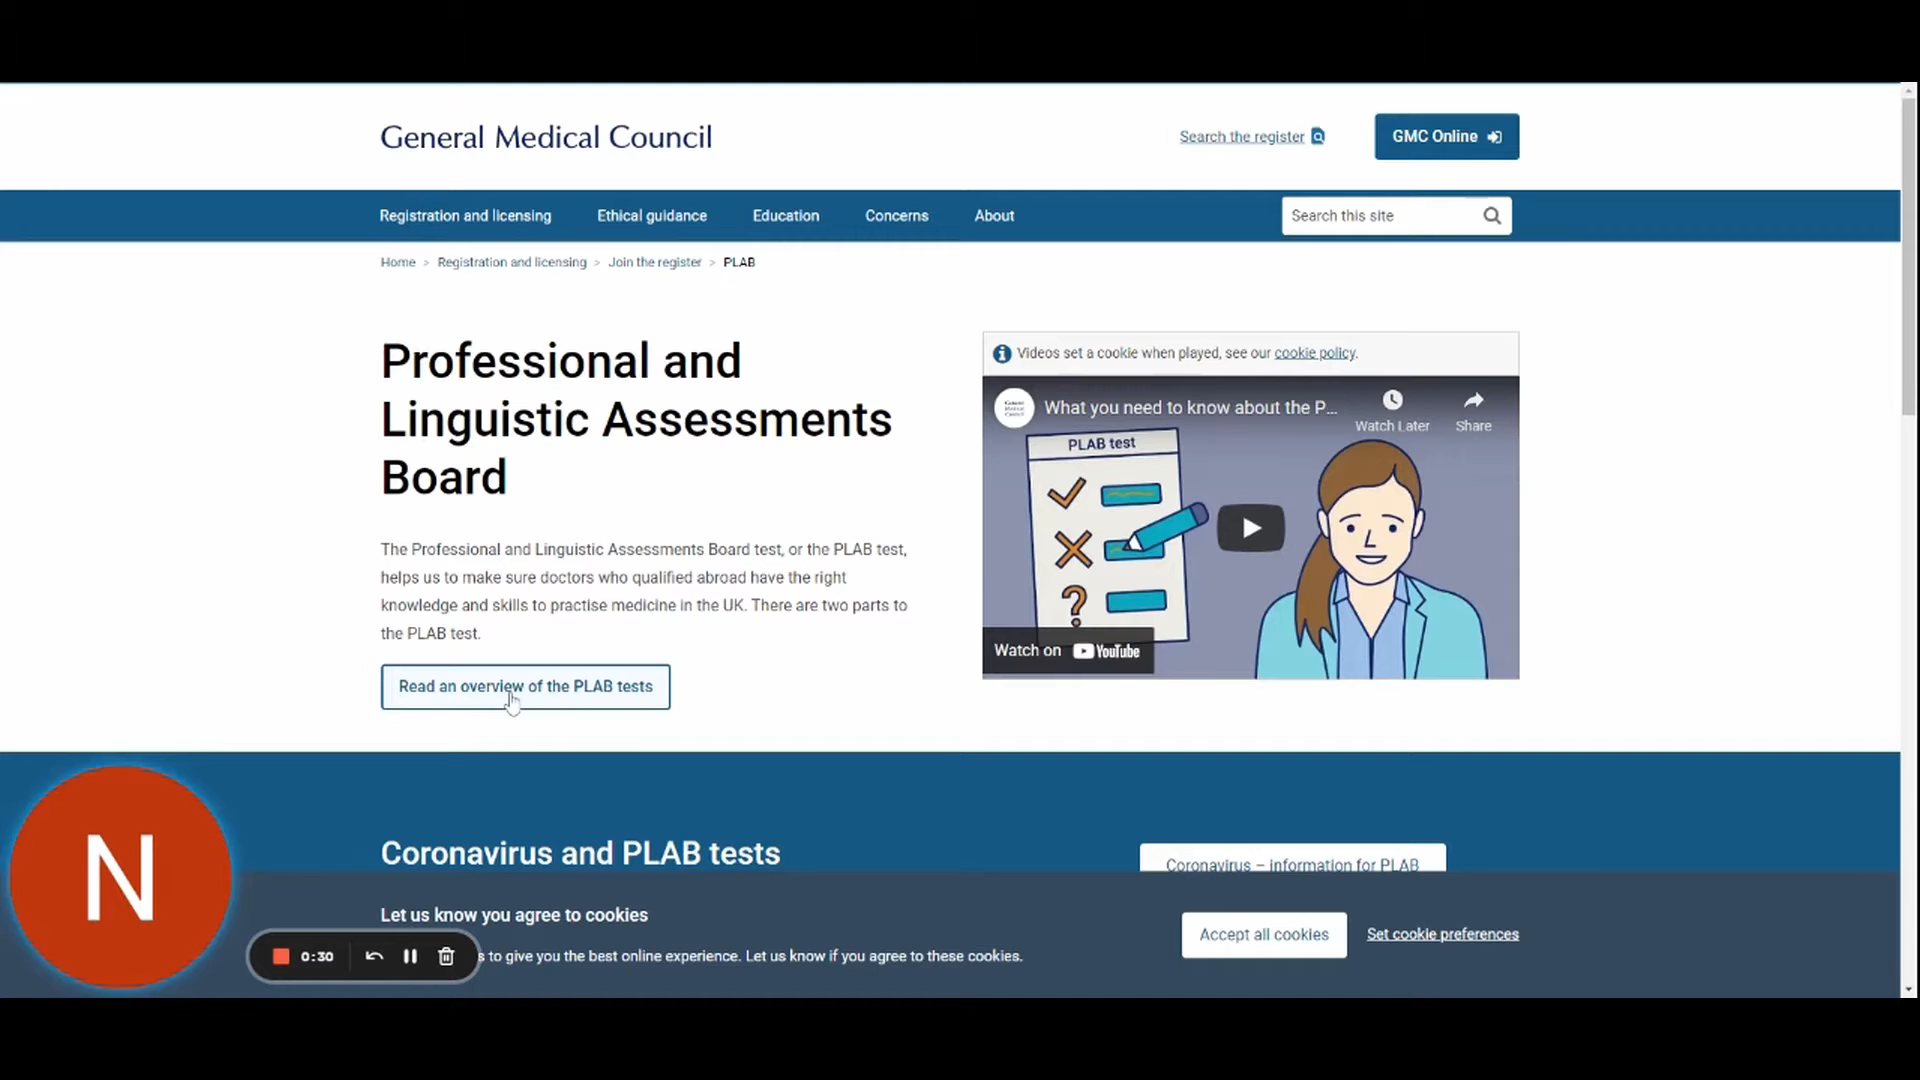 General Medical Council
Search the register
GMC Online
Registration and licensing
Ethical guidance
Education
Concerns
About
Search this site
Home > Registration and licensing > Join the register > PLAB
Professional and
Linguistic Assessments
Board
The Professional and Linguistic Assessments Board test, or the PLAB test,
helps us to make sure doctors who qualified abroad have the right
knowledge and skills to practise medicine in the UK. There are two parts to
the PLAB test.
Read an overview of the PLAB tests
Videos set a cookie when played, see our cookie policy.
General Medical Council
What you need to know about the P...
Watch Later
Share
PLAB test
Watch on YouTube
Coronavirus and PLAB tests
Coronavirus – information for PLAB
N
Let us know you agree to cookies
0:30
s to give you the best online experience. Let us know if you agree to these cookies.
Accept all cookies
Set cookie preferences